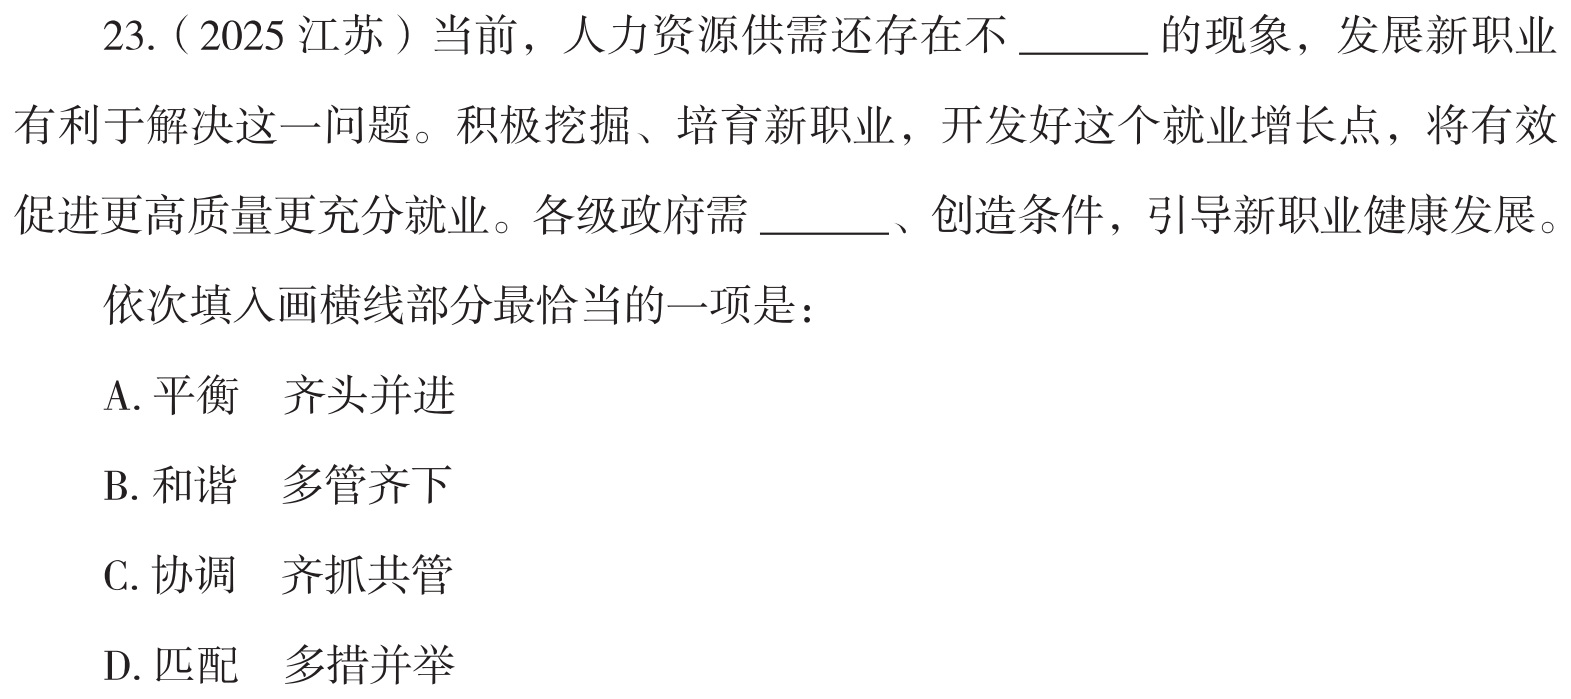 23.（2025 江苏）当前，人力资源供需还存在不______的现象，发展新职业
有利于解决这一问题。积极挖掘、培育新职业，开发好这个就业增长点，将有效
促进更高质量更充分就业。各级政府需______、创造条件，引导新职业健康发展。
依次填入画横线部分最恰当的一项是：
A. 平衡　齐头并进
B. 和谐　多管齐下
C. 协调　齐抓共管
D. 匹配　多措并举